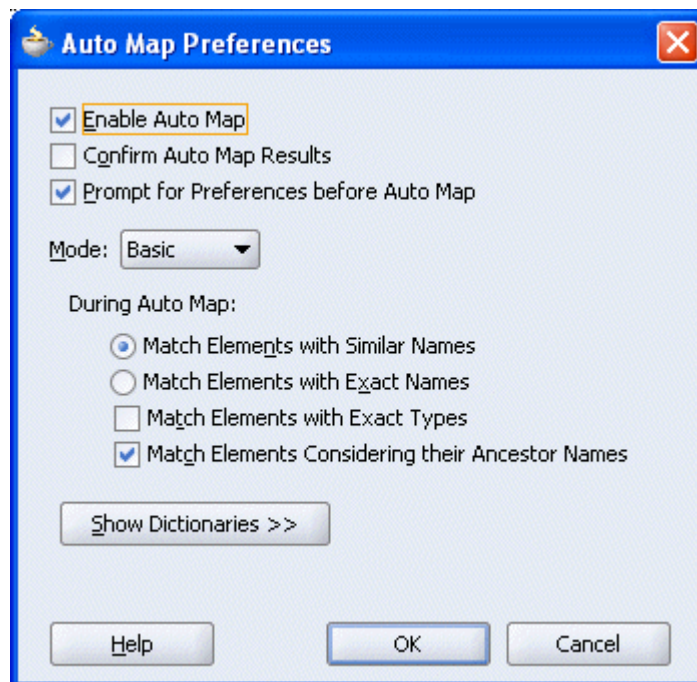 Auto Map Preferences
Enable Auto Map
Confirm Auto Map Results
Prompt for Preferences before Auto Map
Mode: Basic
During Auto Map:
Match Elements with Similar Names
Match Elements with Exact Names
Match Elements with Exact Types
Match Elements Considering their Ancestor Names
Show Dictionaries >>
Help OK Cancel